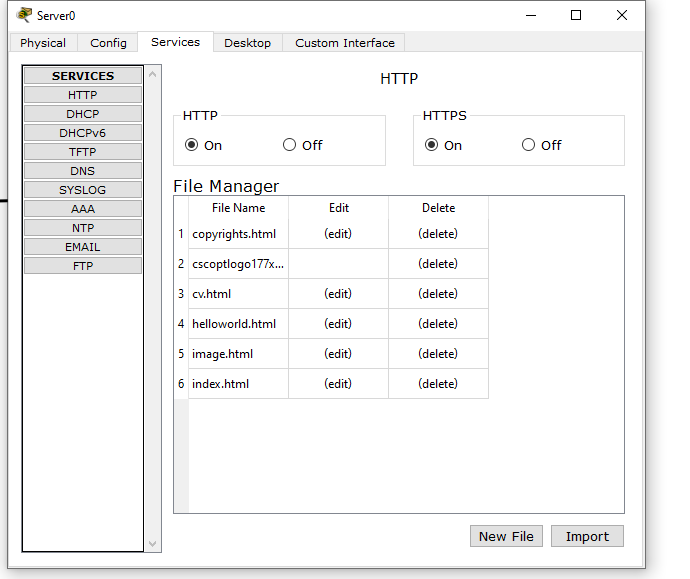 Server0
Physical Config Services Desktop Custom Interface
SERVICES
HTTP
DHCP
DHCPv6
TFTP
DNS
SYSLOG
AAA
NTP
EMAIL
FTP
HTTP
HTTP
On Off
HTTPS
On Off
File Manager
File Name Edit Delete
1 copyrights.html (edit) (delete)
2 cscoptlogo177x... (delete)
3 cv.html (edit) (delete)
4 helloworld.html (edit) (delete)
5 image.html (edit) (delete)
6 index.html (edit) (delete)
New File Import